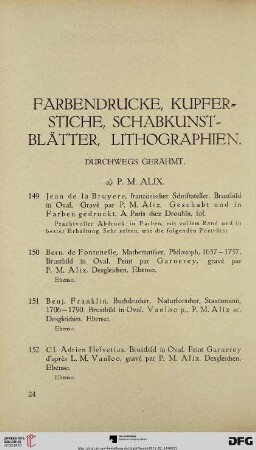 FARBENDRUCKE, KUPFER-
STICHE, SCHABKUNST-
BLÄTTER, LITHOGRAPHIEN.
DURCHWEGS GERAHMT.
a) P. M. ALIX.
149 Jean de la Bruyere, französischer Schriftsteller. Brustbild
in Oval. Gravé par P. M. Alix. Geschabt und in
Farben gedruckt. A Paris chez Drouhin. fol.
Prachtvoller Abdruck in Farben, mit vollem Rand und in
bester Erhaltung. Sehr selten, wie die folgenden Porträts:
150 Bern. de Fontenelle, Mathematiker, Philosoph, 1657–1757.
Brustbild in Oval. Peint par Garnerey, gravé par
P. M. Alix. Desgleichen. Ebenso.
Ebenso.
151 Benj. Franklin, Buchdrucker, Naturforscher, Staatsmann,
1706–1790. Brustbild in Oval. Vanloo p., P. M. Alix sc.
Desgleichen. Ebenso.
Ebenso.
152 Cl. Adrien Helvetius. Brustbild in Oval. Peint Garnerey
d'après L. M. Vanloo, gravé par P. M. Alix. Desgleichen.
Ebenso.
Ebenso.
24
UNIVERSITÄTS-
BIBLIOTHEK
HEIDELBERG
DFG